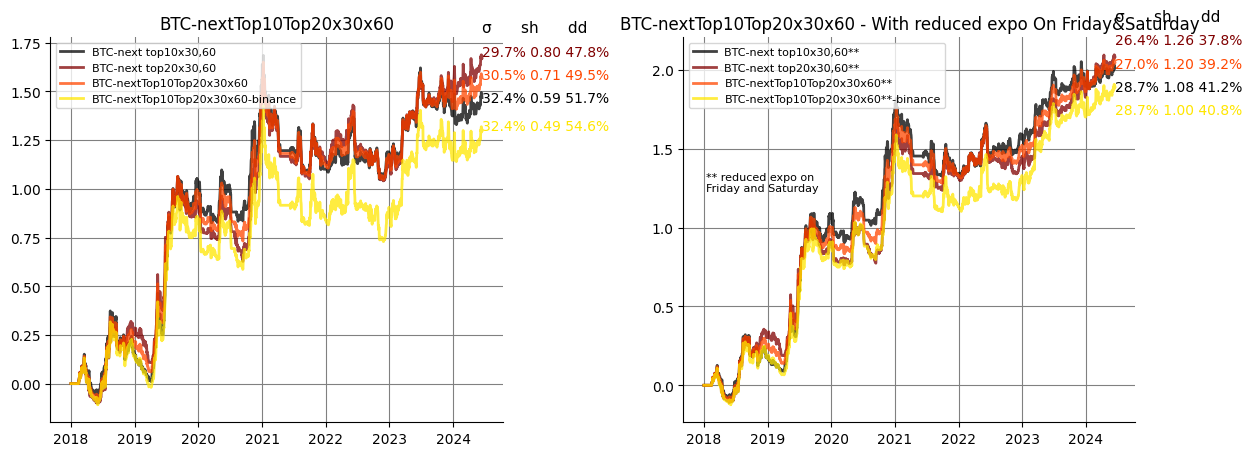 BTC-nextTop10Top20x30x60
σ sh dd
29.7% 0.80 47.8%
30.5% 0.71 49.5%
32.4% 0.59 51.7%
32.4% 0.49 54.6%
BTC-next top10x30,60
BTC-next top20x30,60
BTC-nextTop10Top20x30x60
BTC-nextTop10Top20x30x60-binance
1.75
1.50
1.25
1.00
0.75
0.50
0.25
0.00
2018 2019 2020 2021 2022 2023 2024
BTC-nextTop10Top20x30x60 - With reduced expo On Friday&Saturday
σ sh dd
26.4% 1.26 37.8%
27.0% 1.20 39.2%
28.7% 1.08 41.2%
28.7% 1.00 40.8%
BTC-next top10x30,60**
BTC-next top20x30,60**
BTC-nextTop10Top20x30x60**
BTC-nextTop10Top20x30x60**-binance
** reduced expo on
Friday and Saturday
2.0
1.5
1.0
0.5
0.0
2018 2019 2020 2021 2022 2023 2024